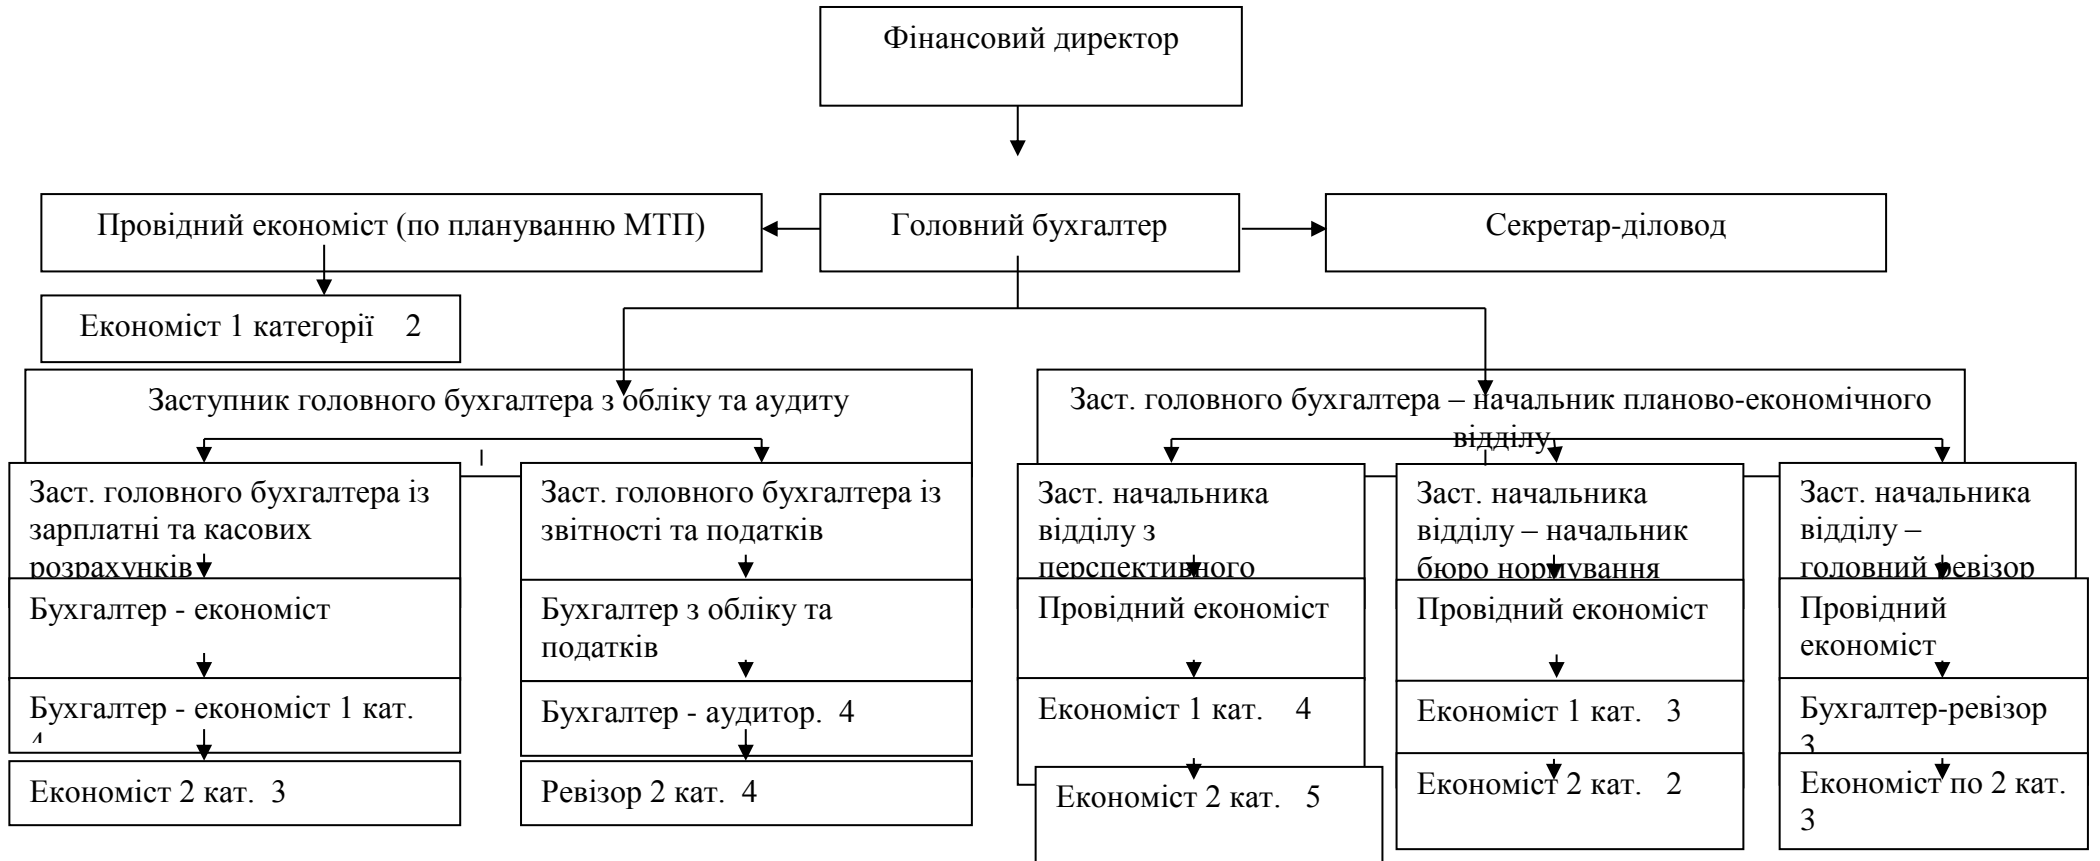 Фінансовий директор
Провідний економіст (по плануванню МТП)
Головний бухгалтер
Секретар-діловод
Економіст 1 категорії 2
Заступник головного бухгалтера з обліку та аудиту
Заст. головного бухгалтера – начальник планово-економічного
відділу
Заст. головного бухгалтера із
зарплатні та касових
розрахунків
Заст. головного бухгалтера із
звітності та податків
Заст. начальника
відділу з
перспективного
Заст. начальника
відділу – начальник
бюро нормування
Заст. начальника
відділу –
головний ревізор
Бухгалтер - економіст
Бухгалтер з обліку та
податків
Провідний економіст
Провідний економіст
Провідний
економіст
Бухгалтер - економіст 1 кат.
4
Бухгалтер - аудитор. 4
Економіст 1 кат. 4
Економіст 1 кат. 3
Бухгалтер-ревізор
3
Економіст 2 кат. 3
Ревізор 2 кат. 4
Економіст 2 кат. 5
Економіст 2 кат. 2
Економіст по 2 кат.
3